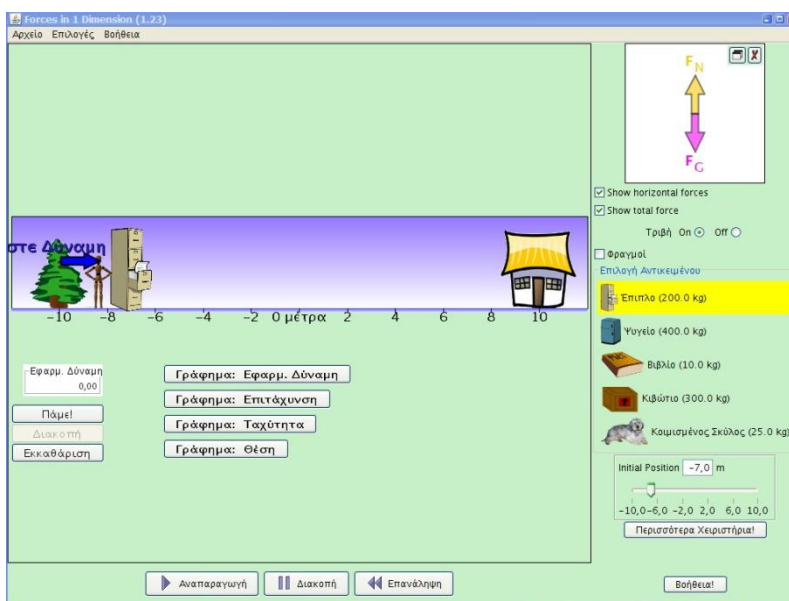 Forces in 1 Dimension (1.23)
Αρχείο Επιλογές Βοήθεια
F_N
F_G
Show horizontal forces
Show total force
Τριβή On Off
Φραγμοί
Επιλογή Αντικειμένου
Έπιπλο (200.0 kg)
Ψυγείο (400.0 kg)
Βιβλίο (10.0 kg)
Κιβώτιο (300.0 kg)
Κοιμισμένος Σκύλος (25.0 kg)
στε Δύναμη
-10 -8 -6 -4 -2 0 μέτρα 2 4 6 8 10
Εφαρμ. Δύναμη
0,00
Πάμε!
Διακοπή
Εκκαθάριση
Γράφημα: Εφαρμ. Δύναμη
Γράφημα: Επιτάχυνση
Γράφημα: Ταχύτητα
Γράφημα: Θέση
Initial Position -7,0 m
-10,0 -6,0 -2,0 2,0 6,0 10,0
Περισσότερα Χειριστήρια!
Αναπαραγωγή Διακοπή Επανάληψη
Βοήθεια!